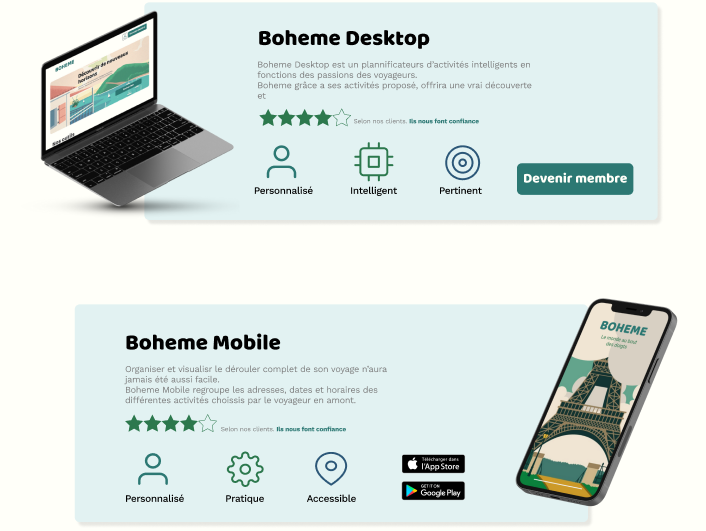 Boheme Desktop
Boheme Desktop est un plannificateurs d'activités intelligents en
fonctions des passions des voyageurs.
Boheme grâce a ses activités proposé, offrira une vrai découverte
et
Selon nos clients. Ils nous font confiance
Personnalisé
Intelligent
Pertinent
Devenir membre
BOHEME
Découvrir de nouveaux
horizons
Nos outils
Boheme Mobile
Organiser et visualisr le dérouler complet de son voyage n'aura
jamais été aussi facile.
Boheme Mobile regroupe les adresses, dates et horaires des
différentes activités choissis par le voyageur en amont.
Selon nos clients. Ils nous font confiance
Personnalisé
Pratique
Accessible
Télécharger dans
l'App Store
GET IT ON
Google Play
BOHEME
Le monde au bout
des doigts